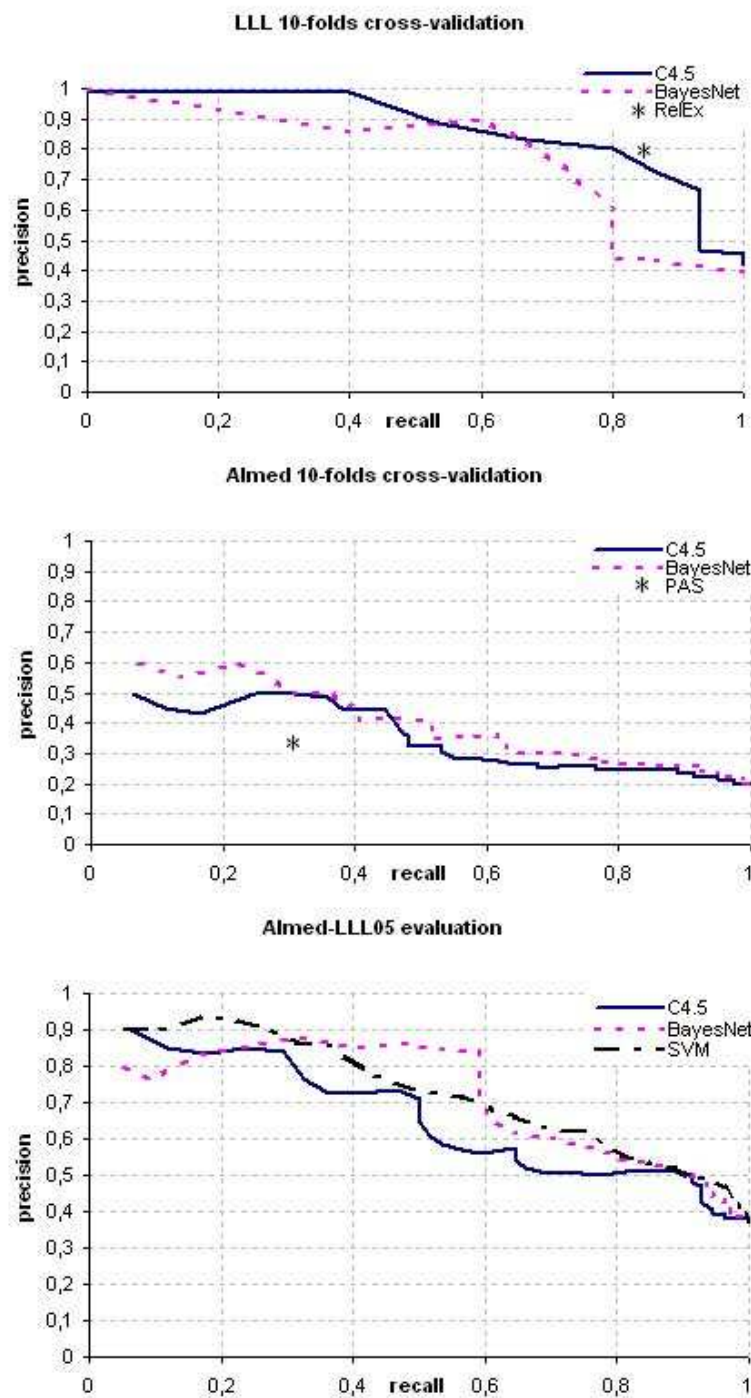 LLL 10-folds cross-validation
C4.5
BayesNet
RelEx
1
0,9
0,8
0,7
0,6
0,5
0,4
0,3
0,2
0,1
0
precision
0 0,2 0,4 0,6 0,8 1
recall
AImed 10-folds cross-validation
C4.5
BayesNet
PAS
1
0,9
0,8
0,7
0,6
0,5
0,4
0,3
0,2
0,1
0
precision
0 0,2 0,4 0,6 0,8 1
recall
AImed-LLL05 evaluation
C4.5
BayesNet
SVM
1
0,9
0,8
0,7
0,6
0,5
0,4
0,3
0,2
0,1
0
precision
0 0,2 0,4 0,6 0,8 1
recall